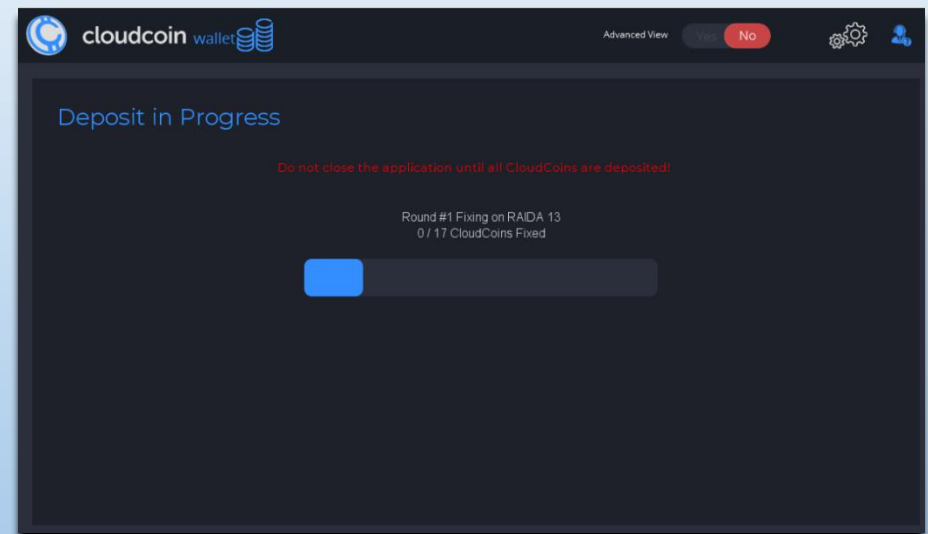 cloudcoin wallet
Advanced View Yes No
Deposit in Progress
Do not close the application until all CloudCoins are deposited!
Round #1 Fixing on RAIDA 13
0 / 17 CloudCoins Fixed